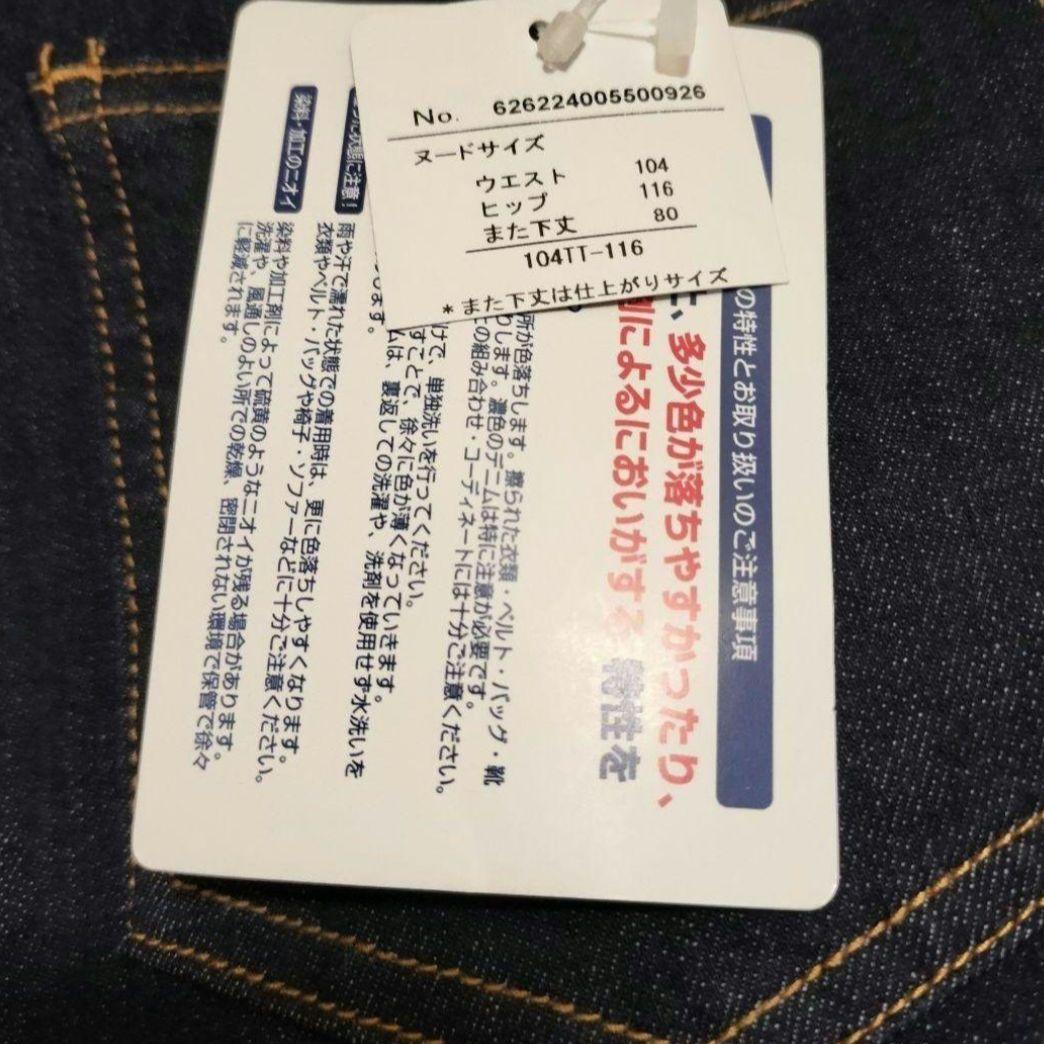 No. 626224005500926
ヌードサイズ
ウエスト 104
ヒップ 116
また下丈 80
104TT-116
*また下丈は仕上がりサイズ
の特性とお取り扱いのご注意事項
多少色が落ちやすかったり、
によるにおいがする特性を
所が色落ちします。擦られた衣類・ベルト・バッグ・靴
します。濃色のデニムは特に注意が必要です。
の組み合わせ・コーディネートには十分ご注意ください。
けで、単独洗いを行ってください。
すことで、徐々に色が薄くなっていきます。
ムは、裏返しての洗濯や、洗剤を使用せず水洗いを
します。
た状態に注意!
雨や汗で濡れた状態での着用時は、更に色落ちしやすくなります。
衣類やベルト・バッグや椅子・ソファーなどに十分ご注意ください。
染料・加工のニオイ
染料や加工剤によって硫黄のようなニオイが残る場合があります。
洗濯や、風通しのよい所での乾燥、密閉されない環境で保管で徐々
に軽減されます。